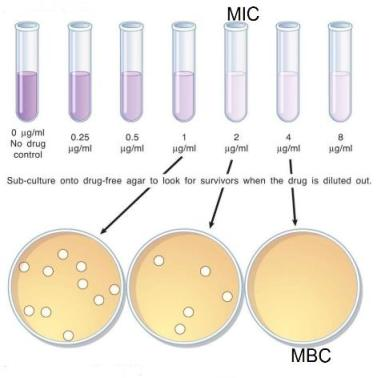 MIC
0 µg/ml
No drug
control
0.25
µg/ml
0.5
µg/ml
1
µg/ml
2
µg/ml
4
µg/ml
8
µg/ml
Sub-culture onto drug-free agar to look for survivors when the drug is diluted out.
MBC